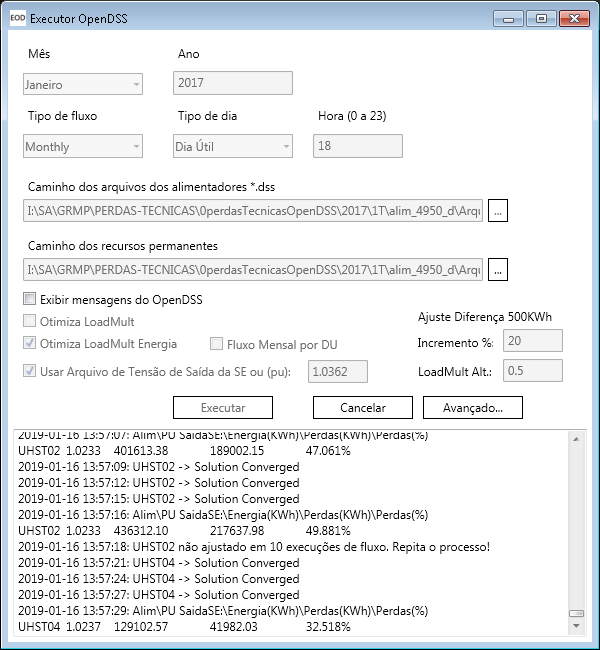 EOD Executor OpenDSS
Mês Ano
Janeiro 2017
Tipo de fluxo Tipo de dia Hora (0 a 23)
Monthly Dia Útil 18
Caminho dos arquivos dos alimentadores *.dss
I:\SA\GRMP\PERDAS-TECNICAS\0perdasTecnicasOpenDSS\2017\1T\alim_4950_d\Arqu ...
Caminho dos recursos permanentes
I:\SA\GRMP\PERDAS-TECNICAS\0perdasTecnicasOpenDSS\2017\1T\alim_4950_d\Arqu ...
Exibir mensagens do OpenDSS
Otimiza LoadMult Ajuste Diferença 500KWh
Otimiza LoadMult Energia Fluxo Mensal por DU Incremento %: 20
Usar Arquivo de Tensão de Saída da SE ou (pu): 1.0362 LoadMult Alt.: 0.5
Executar Cancelar Avançado...
2019-01-16 13:57:07: Alim\PU SaidaSE:\Energia(KWh)\Perdas(KWh)\Perdas(%)
UHST02 1.0233 401613.38 189002.15 47.061%
2019-01-16 13:57:09: UHST02 -> Solution Converged
2019-01-16 13:57:12: UHST02 -> Solution Converged
2019-01-16 13:57:15: UHST02 -> Solution Converged
2019-01-16 13:57:16: Alim\PU SaidaSE:\Energia(KWh)\Perdas(KWh)\Perdas(%)
UHST02 1.0233 436312.10 217637.98 49.881%
2019-01-16 13:57:18: UHST02 não ajustado em 10 execuções de fluxo. Repita o processo!
2019-01-16 13:57:21: UHST04 -> Solution Converged
2019-01-16 13:57:24: UHST04 -> Solution Converged
2019-01-16 13:57:27: UHST04 -> Solution Converged
2019-01-16 13:57:29: Alim\PU SaidaSE:\Energia(KWh)\Perdas(KWh)\Perdas(%)
UHST04 1.0237 129102.57 41982.03 32.518%